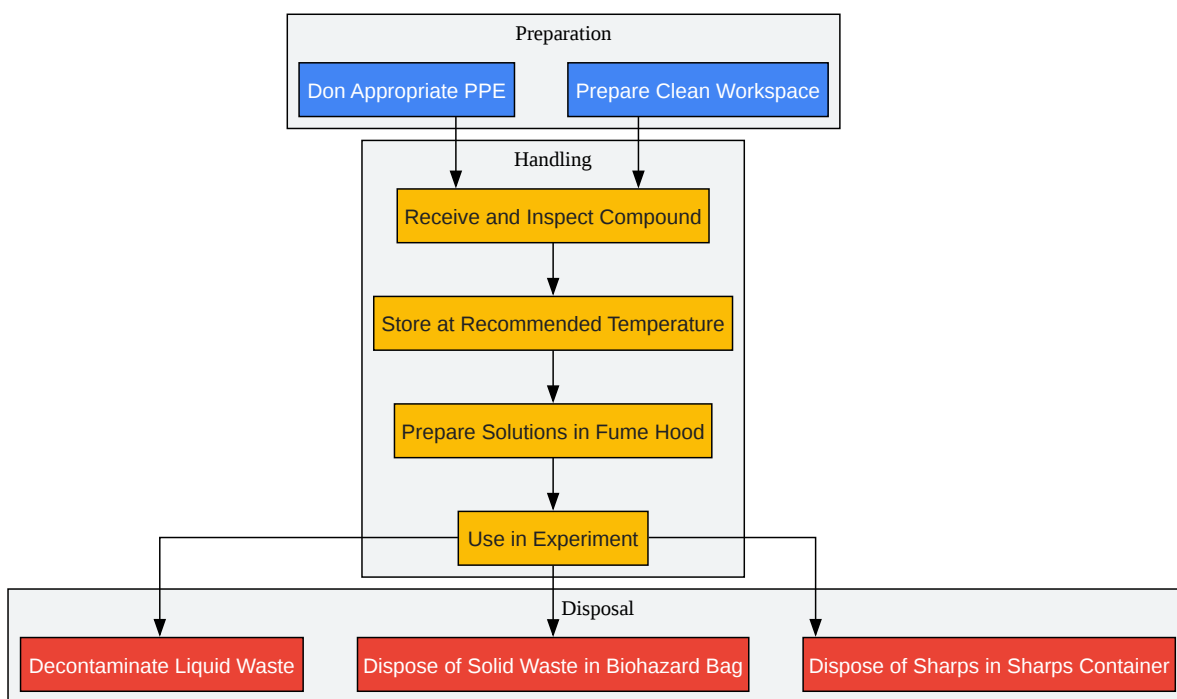 Preparation
Don Appropriate PPE
Prepare Clean Workspace
Handling
Receive and Inspect Compound
Store at Recommended Temperature
Prepare Solutions in Fume Hood
Use in Experiment
Disposal
Decontaminate Liquid Waste
Dispose of Solid Waste in Biohazard Bag
Dispose of Sharps in Sharps Container